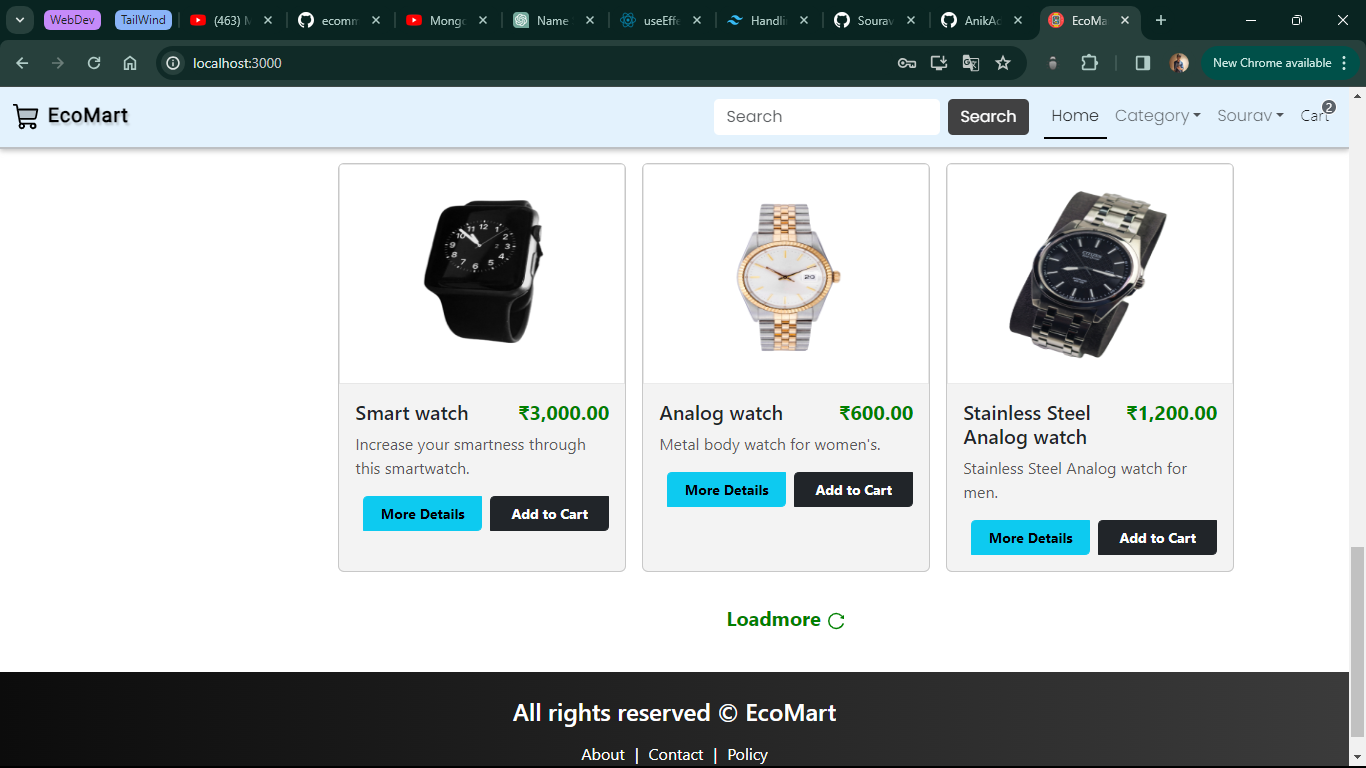 WebDev
TailWind
(463) M
ecomm
Mongo
Name
useEffe
Handli
Sourav
AnikAc
EcoMa
localhost:3000
New Chrome available
EcoMart
Search
Search
Home
Category
Sourav
Cart
2
Smart watch ₹3,000.00
Increase your smartness through
this smartwatch.
More Details
Add to Cart
Analog watch ₹600.00
Metal body watch for women's.
More Details
Add to Cart
Stainless Steel ₹1,200.00
Analog watch
Stainless Steel Analog watch for
men.
More Details
Add to Cart
Loadmore
All rights reserved © EcoMart
About | Contact | Policy